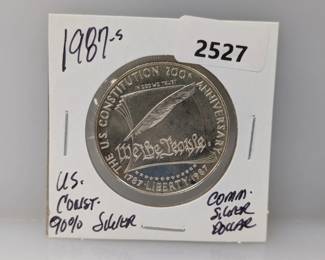 1987-S
2527
THE U.S. CONSTITUTION 200th ANNIVERSARY
IN GOD WE TRUST
We the People
1787 · LIBERTY · 1987
U.S.
CONST.
90% SILVER
COMM.
SILVER
DOLLAR